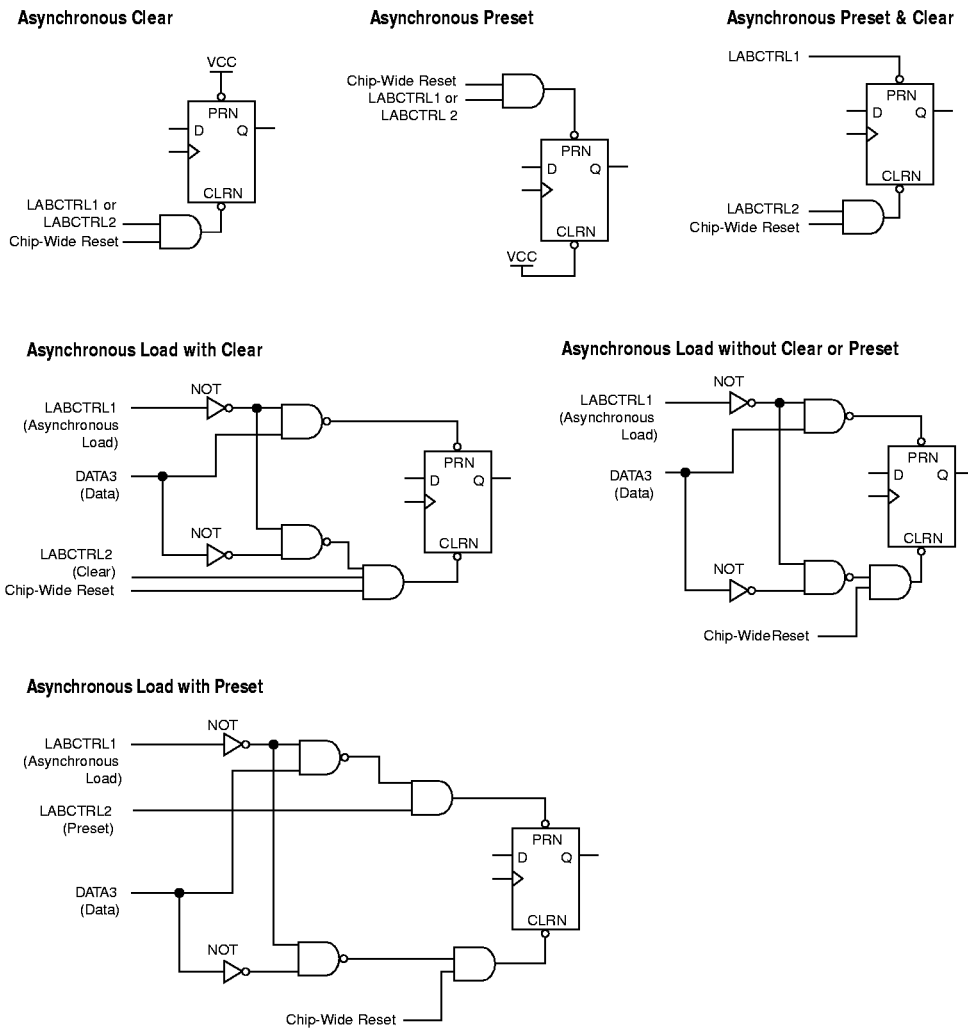 Asynchronous Clear
VCC
PRN
D
Q
CLRN
LABCTRL1 or
LABCTRL2
Chip-Wide Reset
Asynchronous Preset
Chip-Wide Reset
LABCTRL1 or
LABCTRL 2
PRN
D
Q
CLRN
VCC
Asynchronous Preset & Clear
LABCTRL1
PRN
D
Q
CLRN
LABCTRL2
Chip-Wide Reset
Asynchronous Load with Clear
NOT
LABCTRL1
(Asynchronous
Load)
PRN
D
Q
DATA3
(Data)
NOT
CLRN
LABCTRL2
(Clear)
Chip-Wide Reset
Asynchronous Load without Clear or Preset
NOT
LABCTRL1
(Asynchronous
Load)
PRN
D
Q
DATA3
(Data)
CLRN
NOT
Chip-WideReset
Asynchronous Load with Preset
NOT
LABCTRL1
(Asynchronous
Load)
LABCTRL2
(Preset)
PRN
D
Q
DATA3
(Data)
CLRN
NOT
Chip-Wide Reset